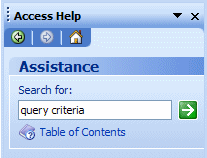 Access Help
Assistance
Search for:
query criteria
Table of Contents